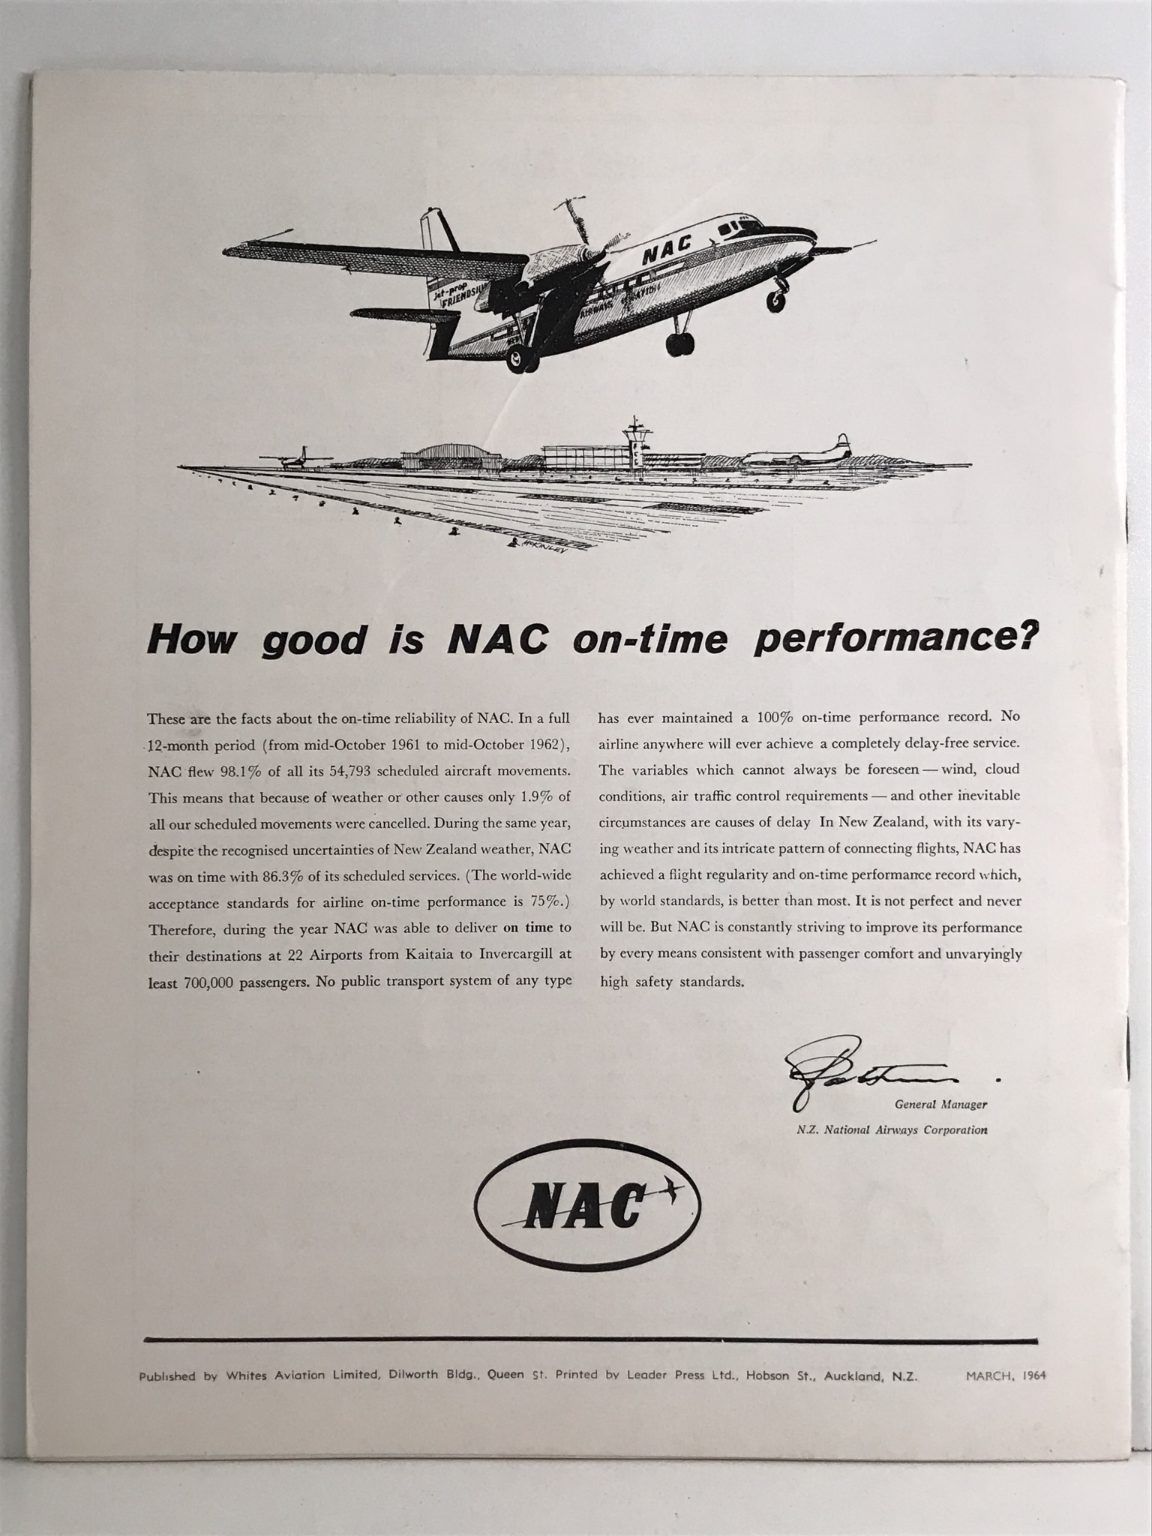 NAC
Jet-prop
FRIENDSHIP
AIRWAYS
McKINLEY
How good is NAC on-time performance?
These are the facts about the on-time reliability of NAC. In a full
12-month period (from mid-October 1961 to mid-October 1962),
NAC flew 98.1% of all its 54,793 scheduled aircraft movements.
This means that because of weather or other causes only 1.9% of
all our scheduled movements were cancelled. During the same year,
despite the recognised uncertainties of New Zealand weather, NAC
was on time with 86.3% of its scheduled services. (The world-wide
acceptance standards for airline on-time performance is 75%.)
Therefore, during the year NAC was able to deliver on time to
their destinations at 22 Airports from Kaitaia to Invercargill at
least 700,000 passengers. No public transport system of any type
has ever maintained a 100% on-time performance record. No
airline anywhere will ever achieve a completely delay-free service.
The variables which cannot always be foreseen — wind, cloud
conditions, air traffic control requirements — and other inevitable
circumstances are causes of delay In New Zealand, with its vary-
ing weather and its intricate pattern of connecting flights, NAC has
achieved a flight regularity and on-time performance record which,
by world standards, is better than most. It is not perfect and never
will be. But NAC is constantly striving to improve its performance
by every means consistent with passenger comfort and unvaryingly
high safety standards.
General Manager
N.Z. National Airways Corporation
NAC
Published by Whites Aviation Limited, Dilworth Bldg., Queen St. Printed by Leader Press Ltd., Hobson St., Auckland, N.Z. MARCH, 1964